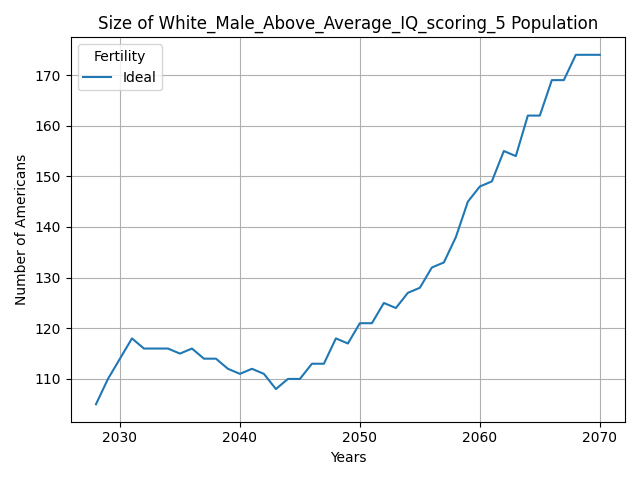 Size of White_Male_Above_Average_IQ_scoring_5 Population
Fertility
Ideal
Number of Americans
170
160
150
140
130
120
110
2030 2040 2050 2060 2070
Years